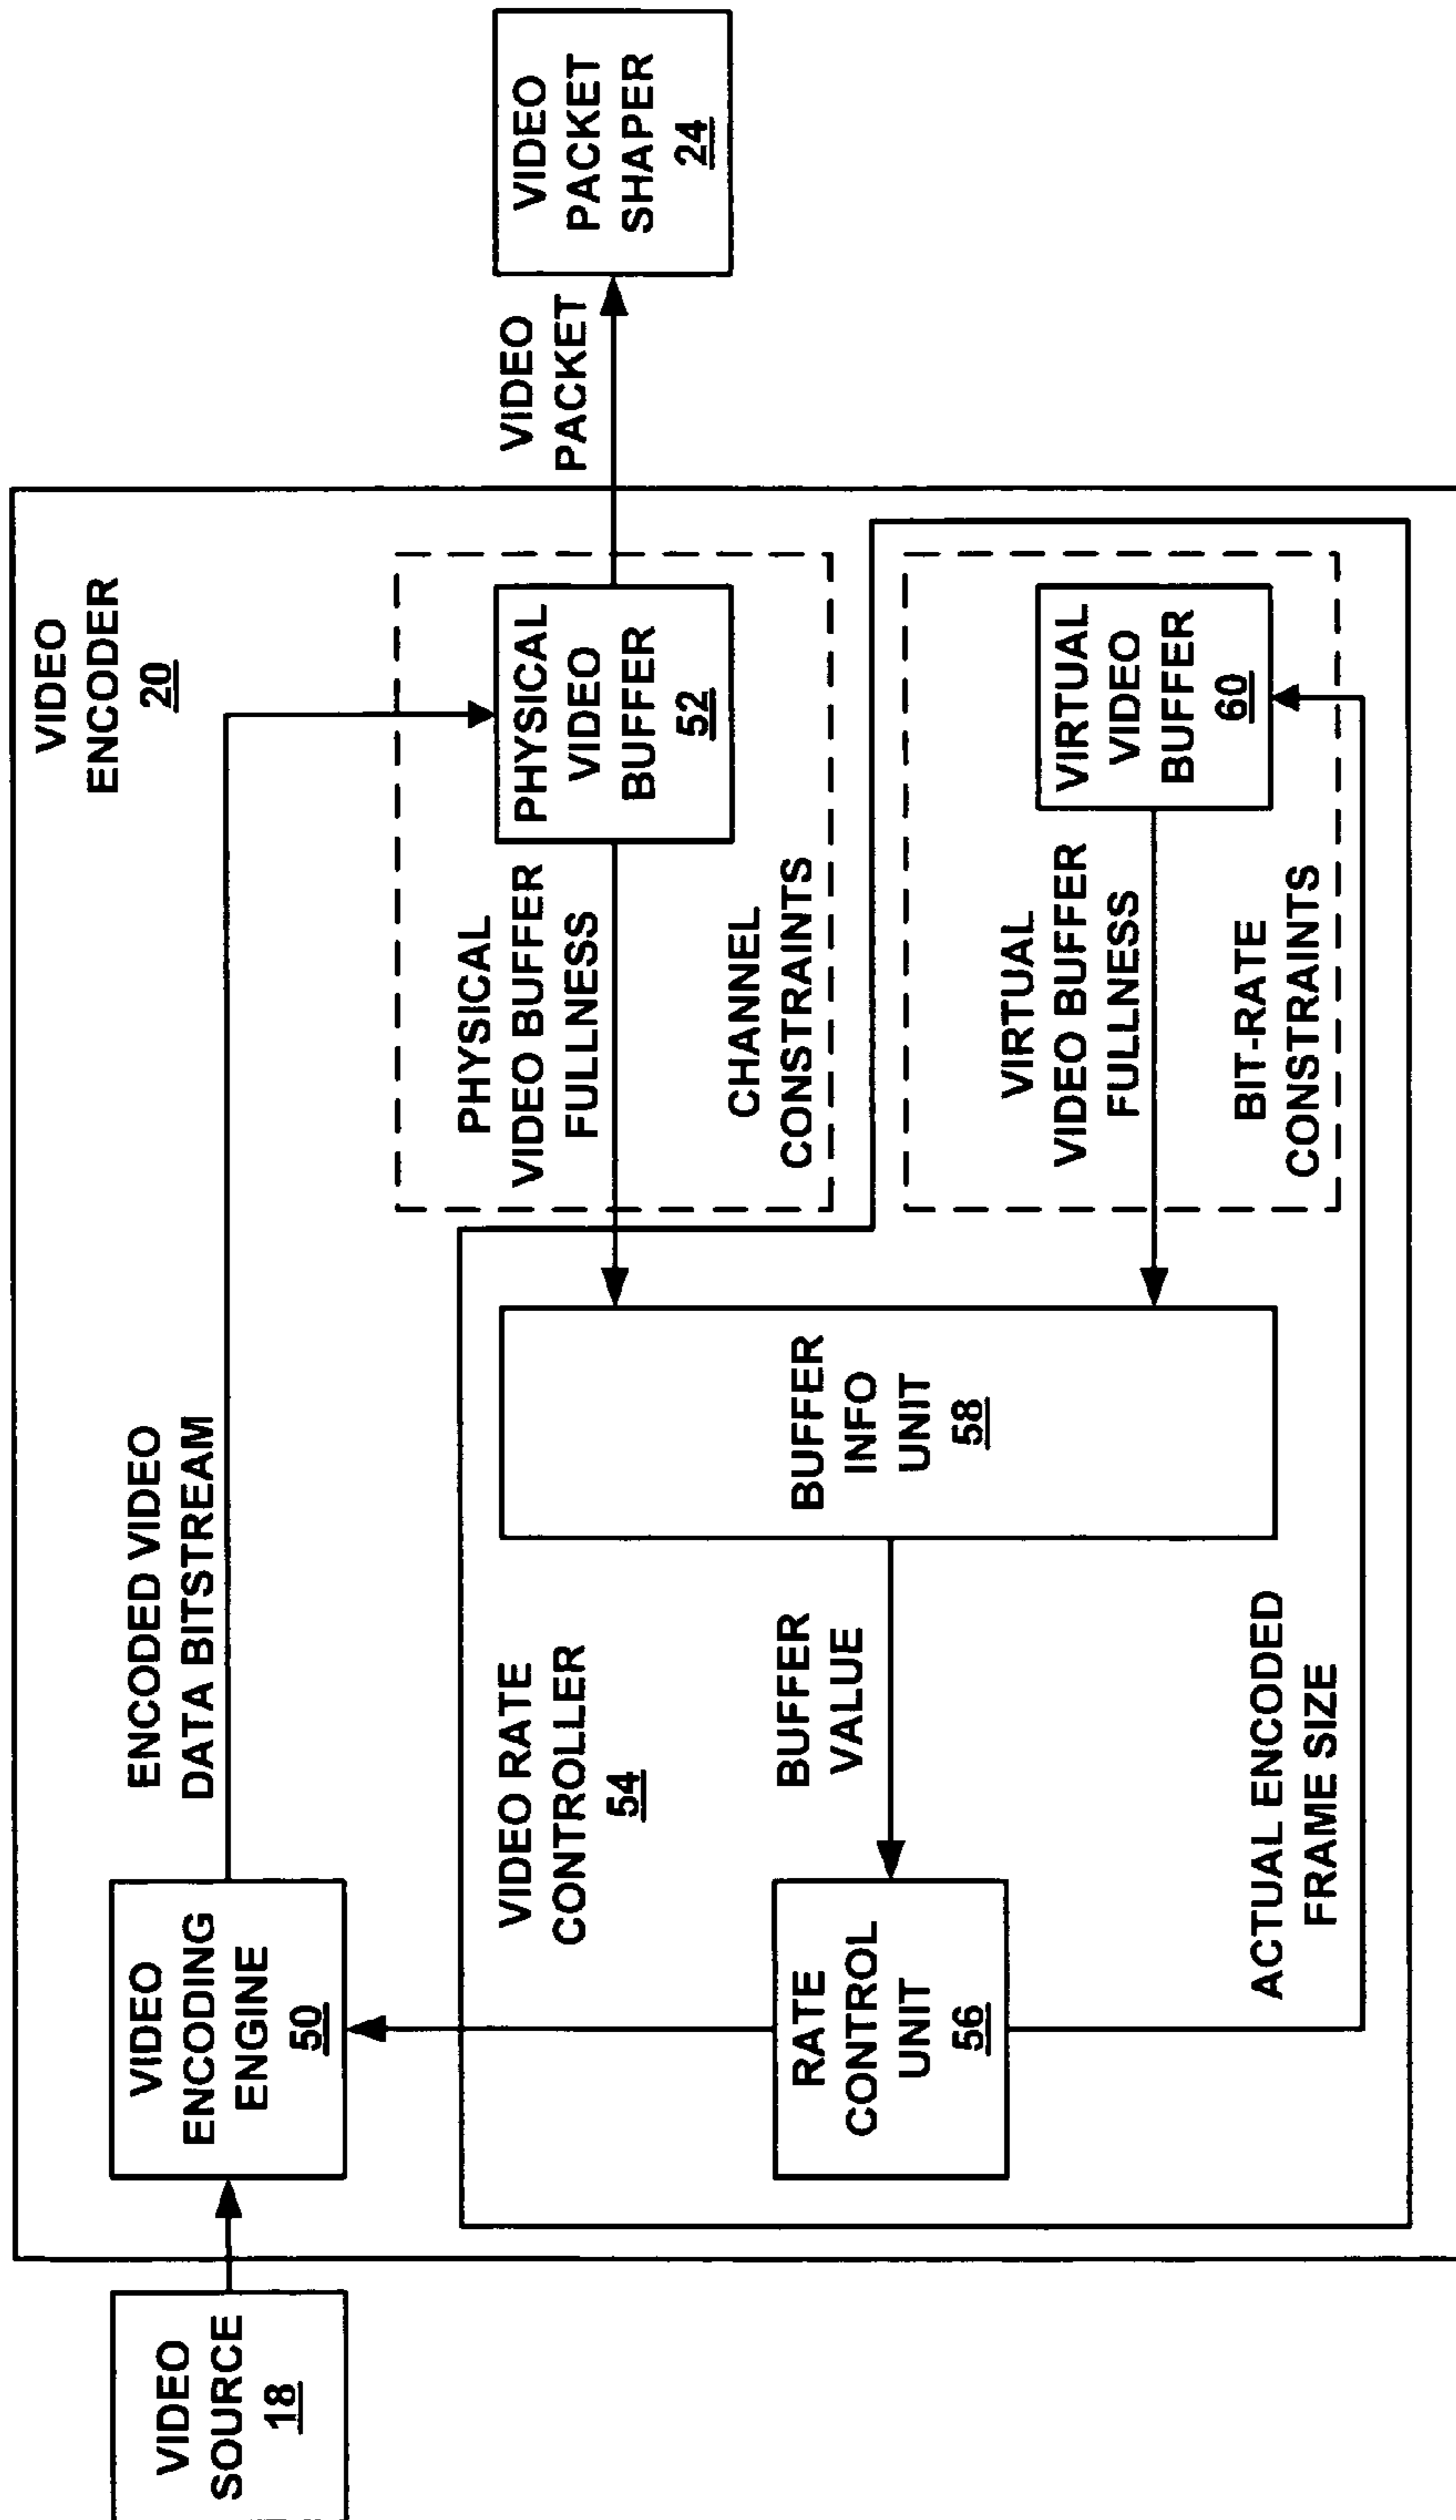 VIDEO
ENCODER
20
VIDEO
SOURCE
18
VIDEO
ENCODING
ENGINE
50
ENCODED VIDEO
DATA BITSTREAM
VIDEO RATE
CONTROLLER
54
RATE
CONTROL
UNIT
56
BUFFER
VALUE
BUFFER
INFO
UNIT
58
PHYSICAL
VIDEO BUFFER
FULLNESS
PHYSICAL
VIDEO
BUFFER
52
CHANNEL
CONSTRAINTS
VIDEO
PACKET
VIDEO
PACKET
SHAPER
24
VIRTUAL
VIDEO BUFFER
FULLNESS
VIRTUAL
VIDEO
BUFFER
60
BIT-RATE
CONSTRAINTS
ACTUAL ENCODED
FRAME SIZE